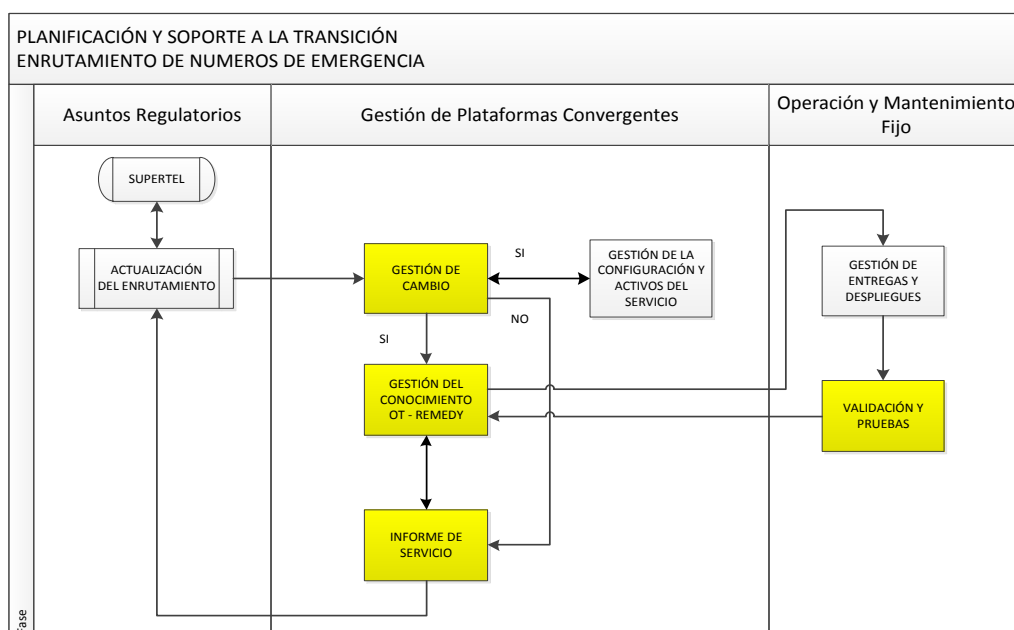 PLANIFICACIÓN Y SOPORTE A LA TRANSICIÓN
ENRUTAMIENTO DE NUMEROS DE EMERGENCIA
Asuntos Regulatorios
Gestión de Plataformas Convergentes
Operación y Mantenimiento
Fijo
SUPERTEL
ACTUALIZACIÓN
DEL ENRUTAMIENTO
GESTIÓN DE
CAMBIO
SI
GESTIÓN DE LA
CONFIGURACIÓN Y
ACTIVOS DEL
SERVICIO
GESTIÓN DE
ENTREGAS Y
DESPLIEGUES
NO
SI
GESTIÓN DEL
CONOCIMIENTO
OT - REMEDY
VALIDACIÓN Y
PRUEBAS
INFORME DE
SERVICIO
Fase